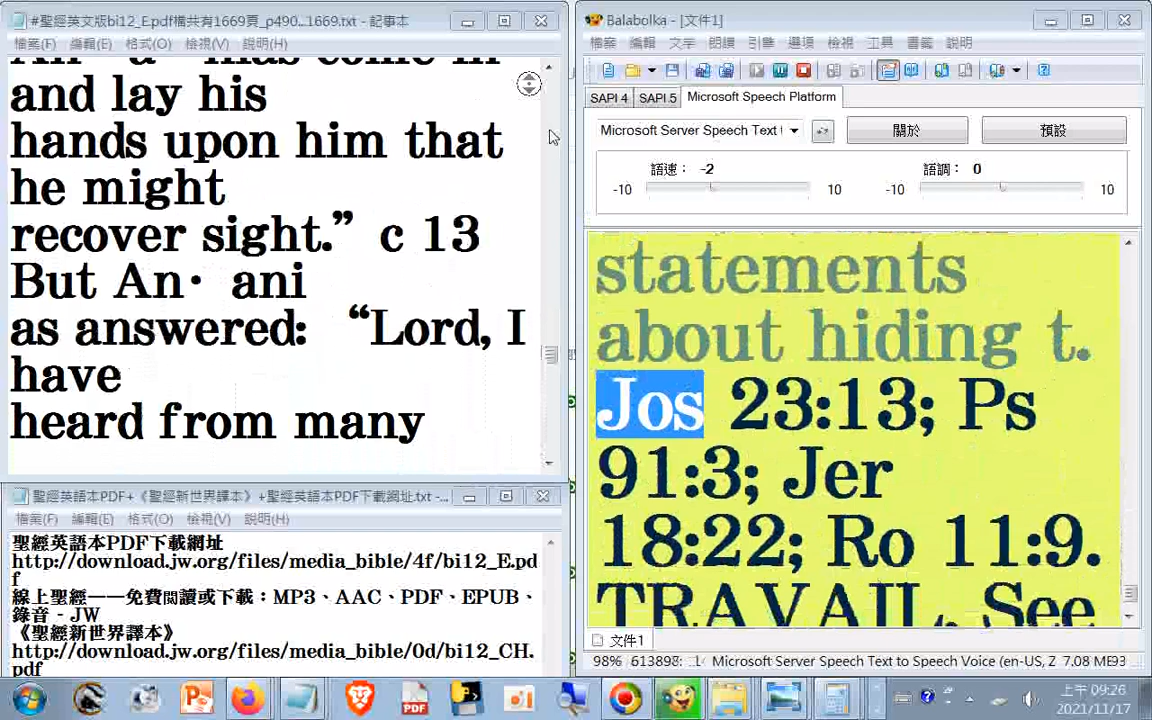 #聖經英文版bi12_E.pdf檔共有1669頁_p490...1669.txt - 記事本
檔案(F) 編輯(E) 格式(O) 檢視(V) 說明(H)
and lay his
hands upon him that
he might
recover sight.” c 13
But An· ani
as answered: “Lord, I
have
heard from many
聖經英語本PDF+《聖經新世界譯本》+聖經英語本PDF下載網址.txt -...
檔案(F) 編輯(E) 格式(O) 檢視(V) 說明(H)
聖經英語本PDF下載網址
http://download.jw.org/files/media_bible/4f/bi12_E.pd
f
線上聖經——免費閱讀或下載：MP3、AAC、PDF、EPUB、
錄音 - JW
《聖經新世界譯本》
http://download.jw.org/files/media_bible/0d/bi12_CH.
pdf
Balabolka - [文件1]
檔案 編輯 文字 朗讀 引擎 選項 檢視 工具 書籤 說明
SAPI 4 SAPI 5 Microsoft Speech Platform
Microsoft Server Speech Text 關於 預設
語速： -2 語調： 0
-10 10 -10 10
statements
about hiding t.
Jos 23:13; Ps
91:3; Jer
18:22; Ro 11:9.
TRAVAIL. See
文件1
98% 613898: Microsoft Server Speech Text to Speech Voice (en-US, Z 7.08 ME93
上午 09:26
2021/11/17